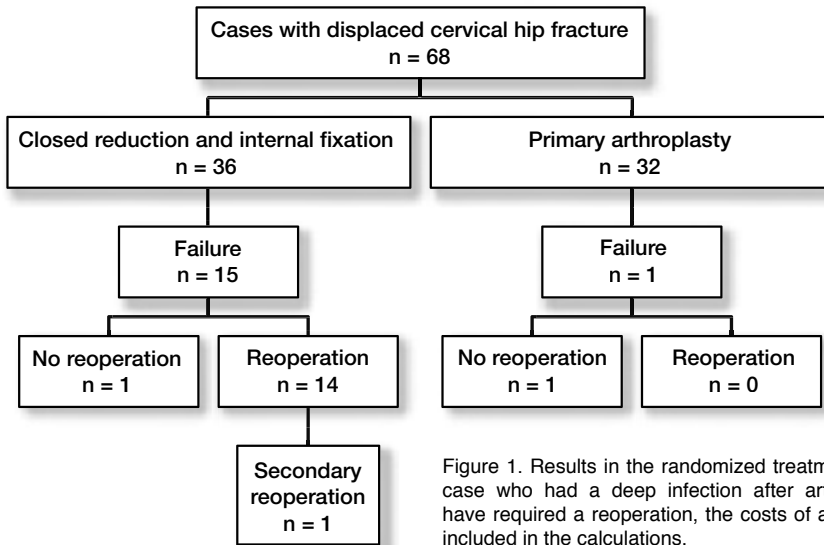 Cases with displaced cervical hip fracture
n = 68
Closed reduction and internal fixation
n = 36
Primary arthroplasty
n = 32
Failure
n = 15
Failure
n = 1
No reoperation
n = 1
Reoperation
n = 14
No reoperation
n = 1
Reoperation
n = 0
Secondary
reoperation
n = 1
Figure 1. Results in the randomized treatm
case who had a deep infection after ar
have required a reoperation, the costs of a
included in the calculations.